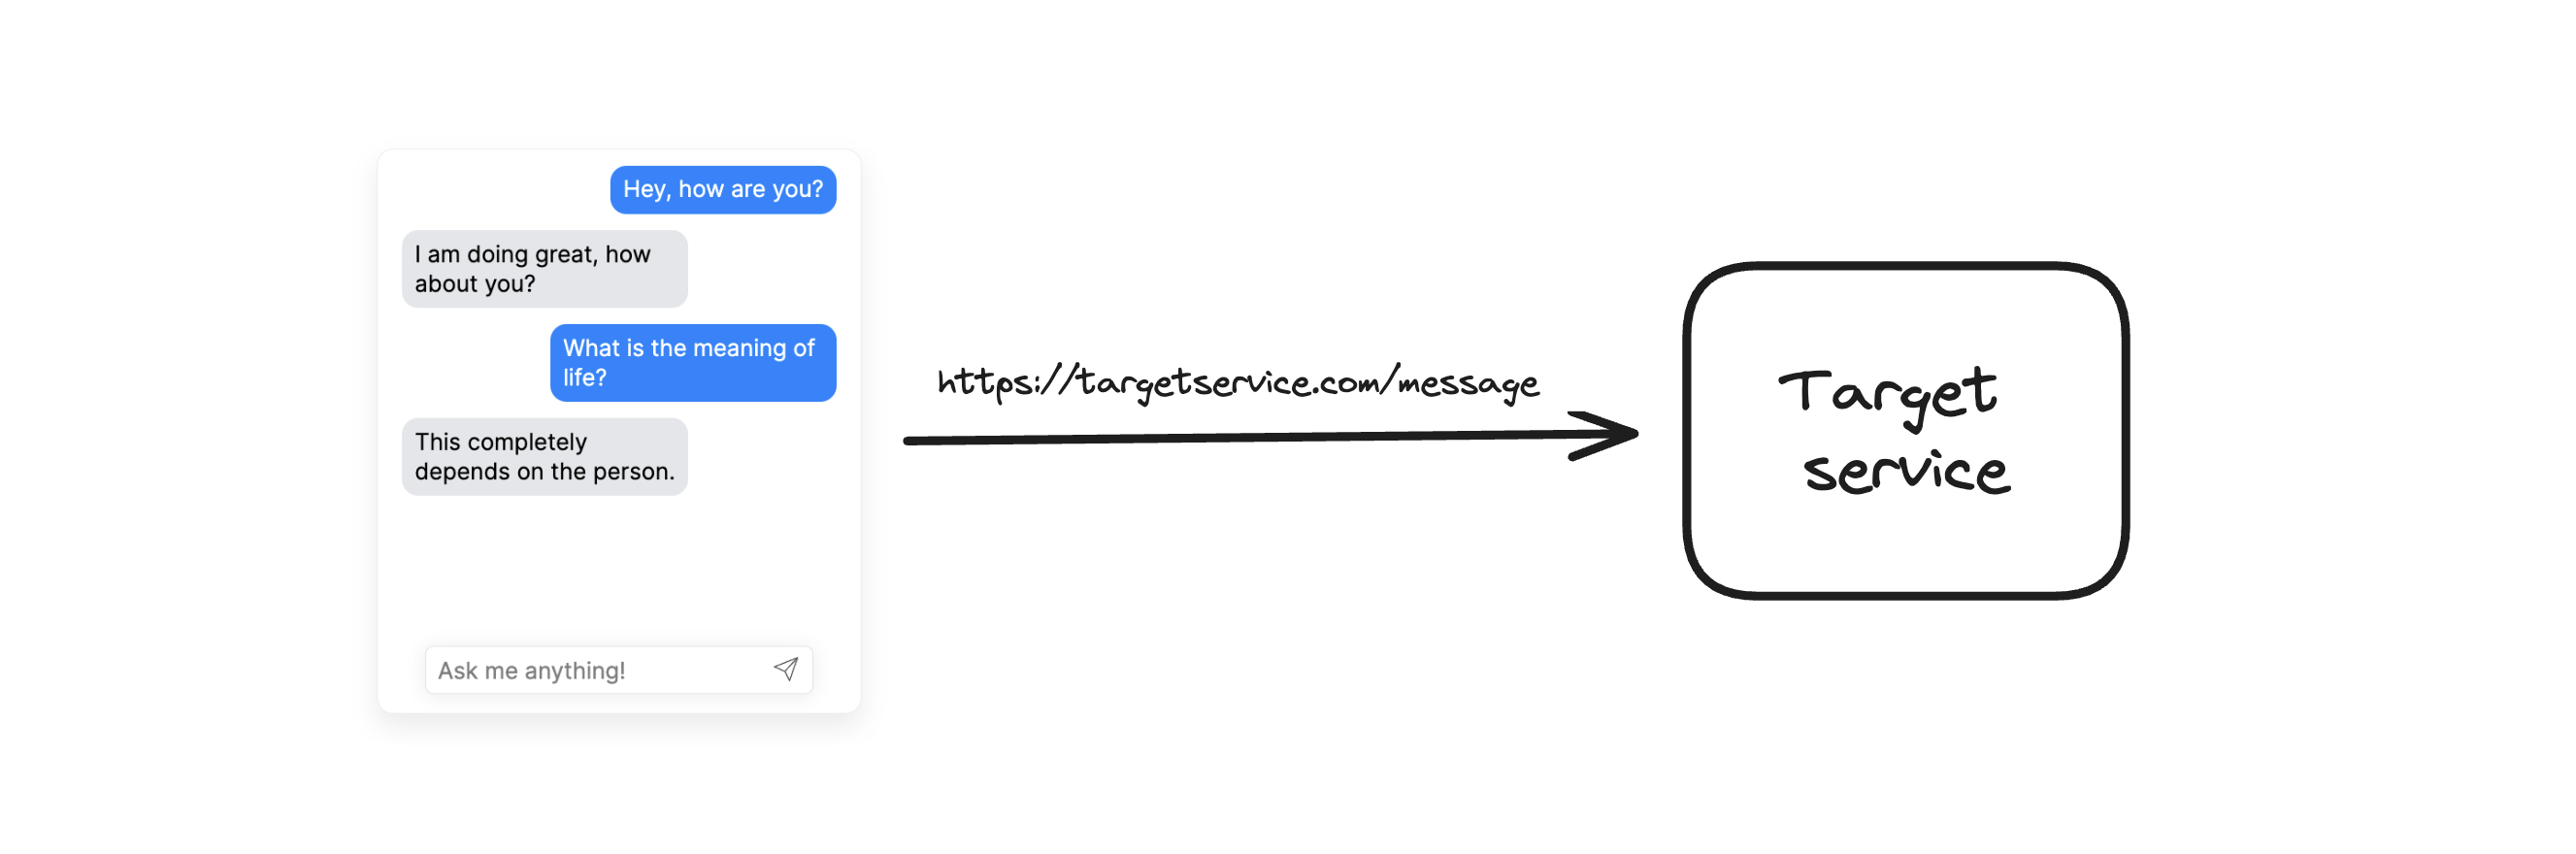 Hey, how are you?
I am doing great, how
about you?
What is the meaning of
life?
This completely
depends on the person.
Ask me anything!
https://targetservice.com/message
Target
service